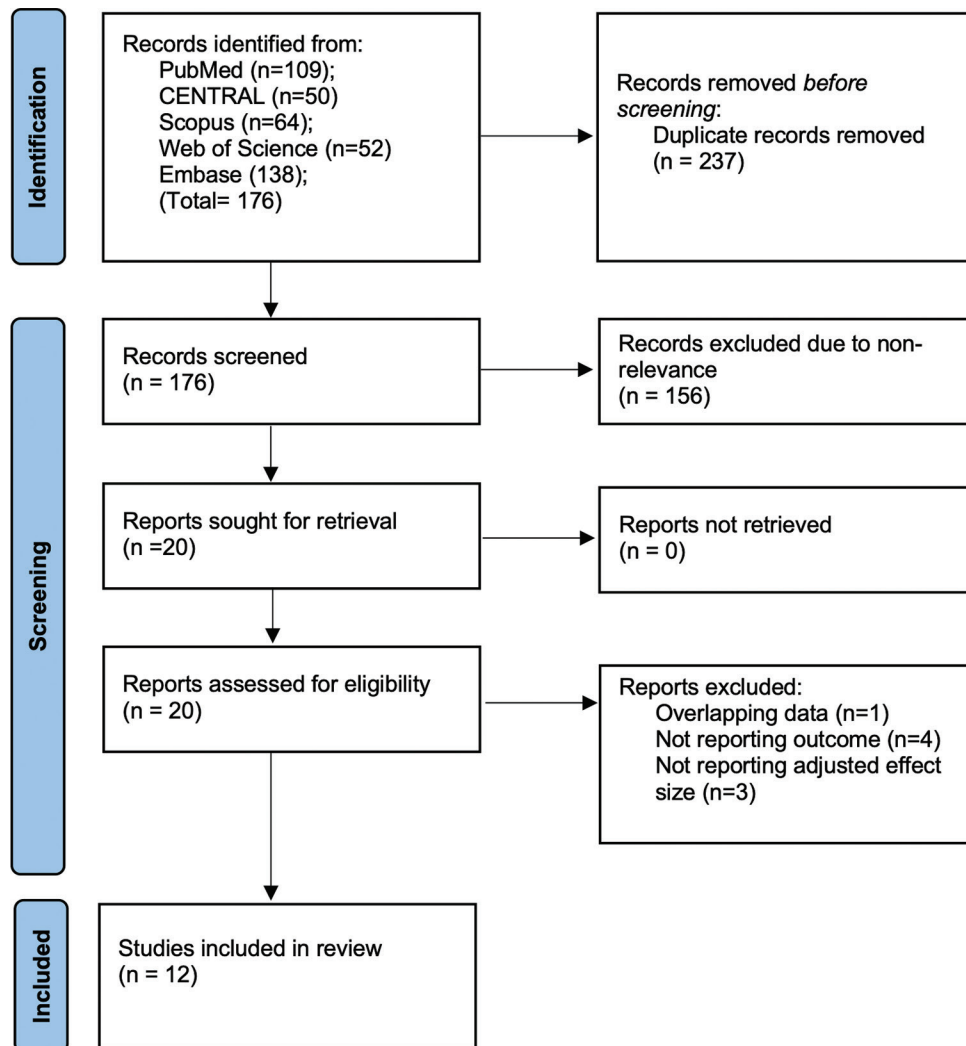 Identification
Records identified from:
PubMed (n=109);
CENTRAL (n=50)
Scopus (n=64);
Web of Science (n=52)
Embase (138);
(Total= 176)
Records removed before
screening:
Duplicate records removed
(n = 237)
Screening
Records screened
(n = 176)
Records excluded due to non-
relevance
(n = 156)
Reports sought for retrieval
(n =20)
Reports not retrieved
(n = 0)
Reports assessed for eligibility
(n = 20)
Reports excluded:
Overlapping data (n=1)
Not reporting outcome (n=4)
Not reporting adjusted effect
size (n=3)
Included
Studies included in review
(n = 12)